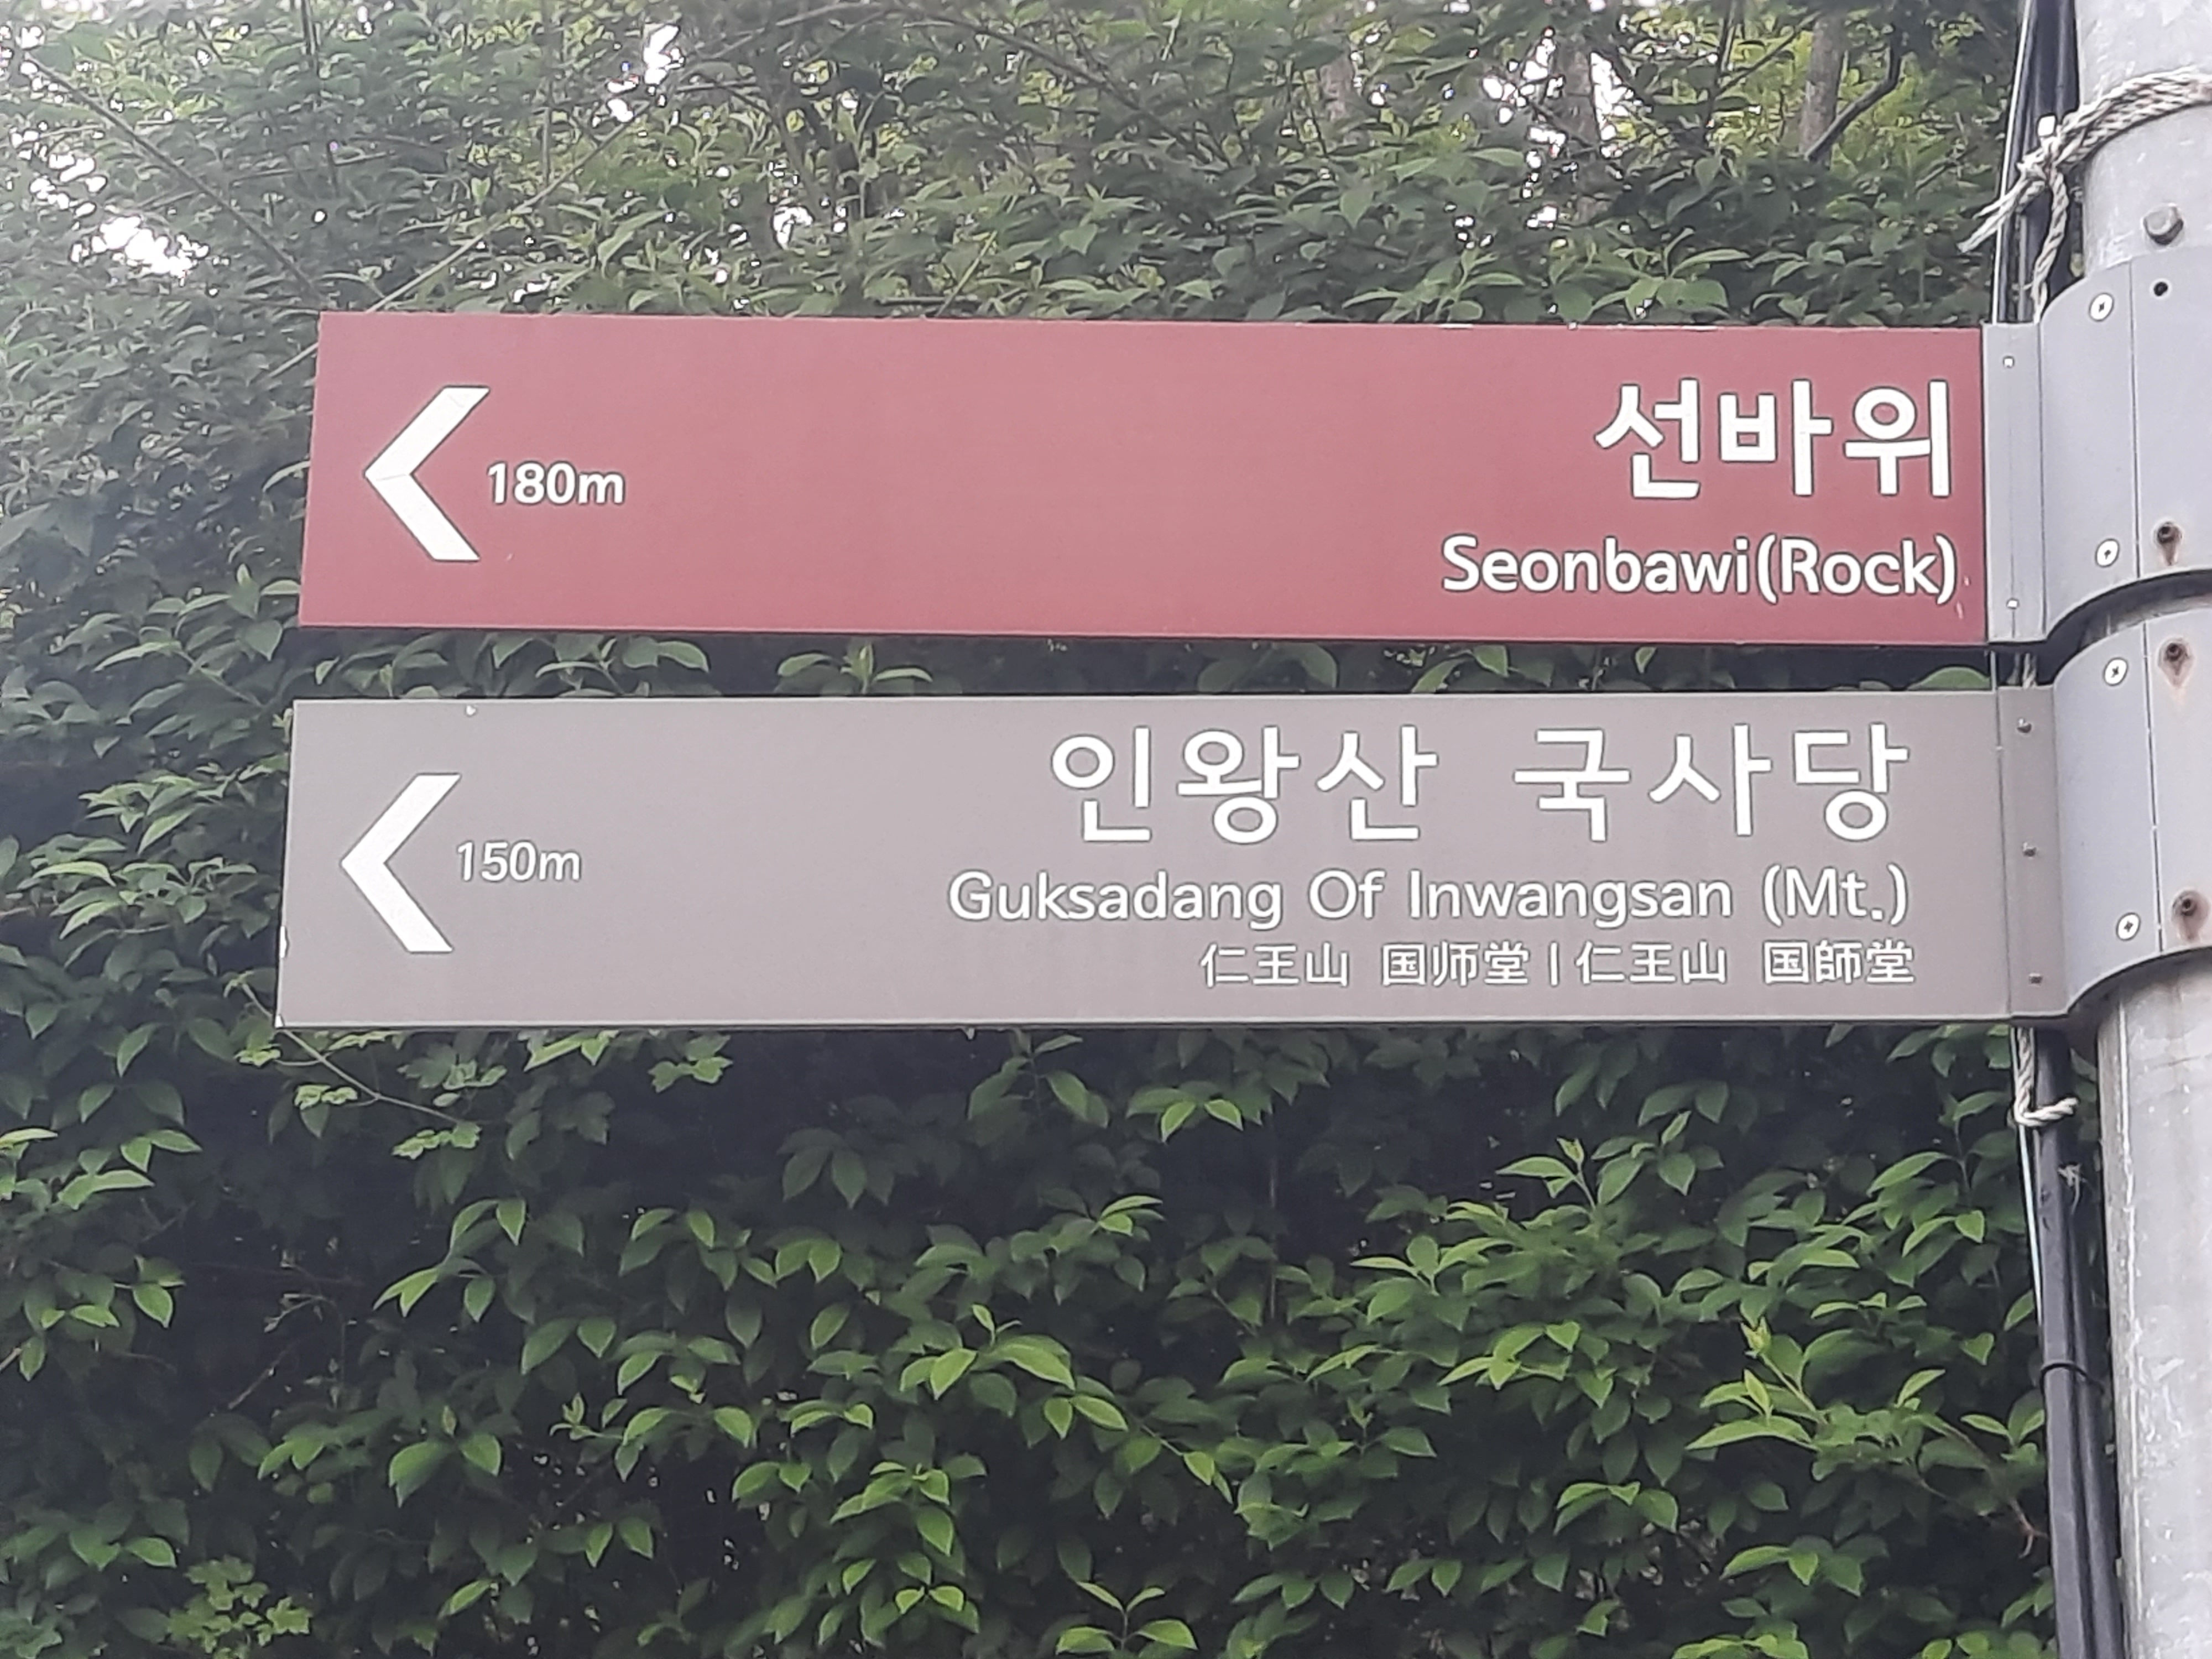 선바위
180m
Seonbawi(Rock)
인왕산 국사당
150m
Guksadang Of Inwangsan (Mt.)
仁王山 国师堂 | 仁王山 国師堂